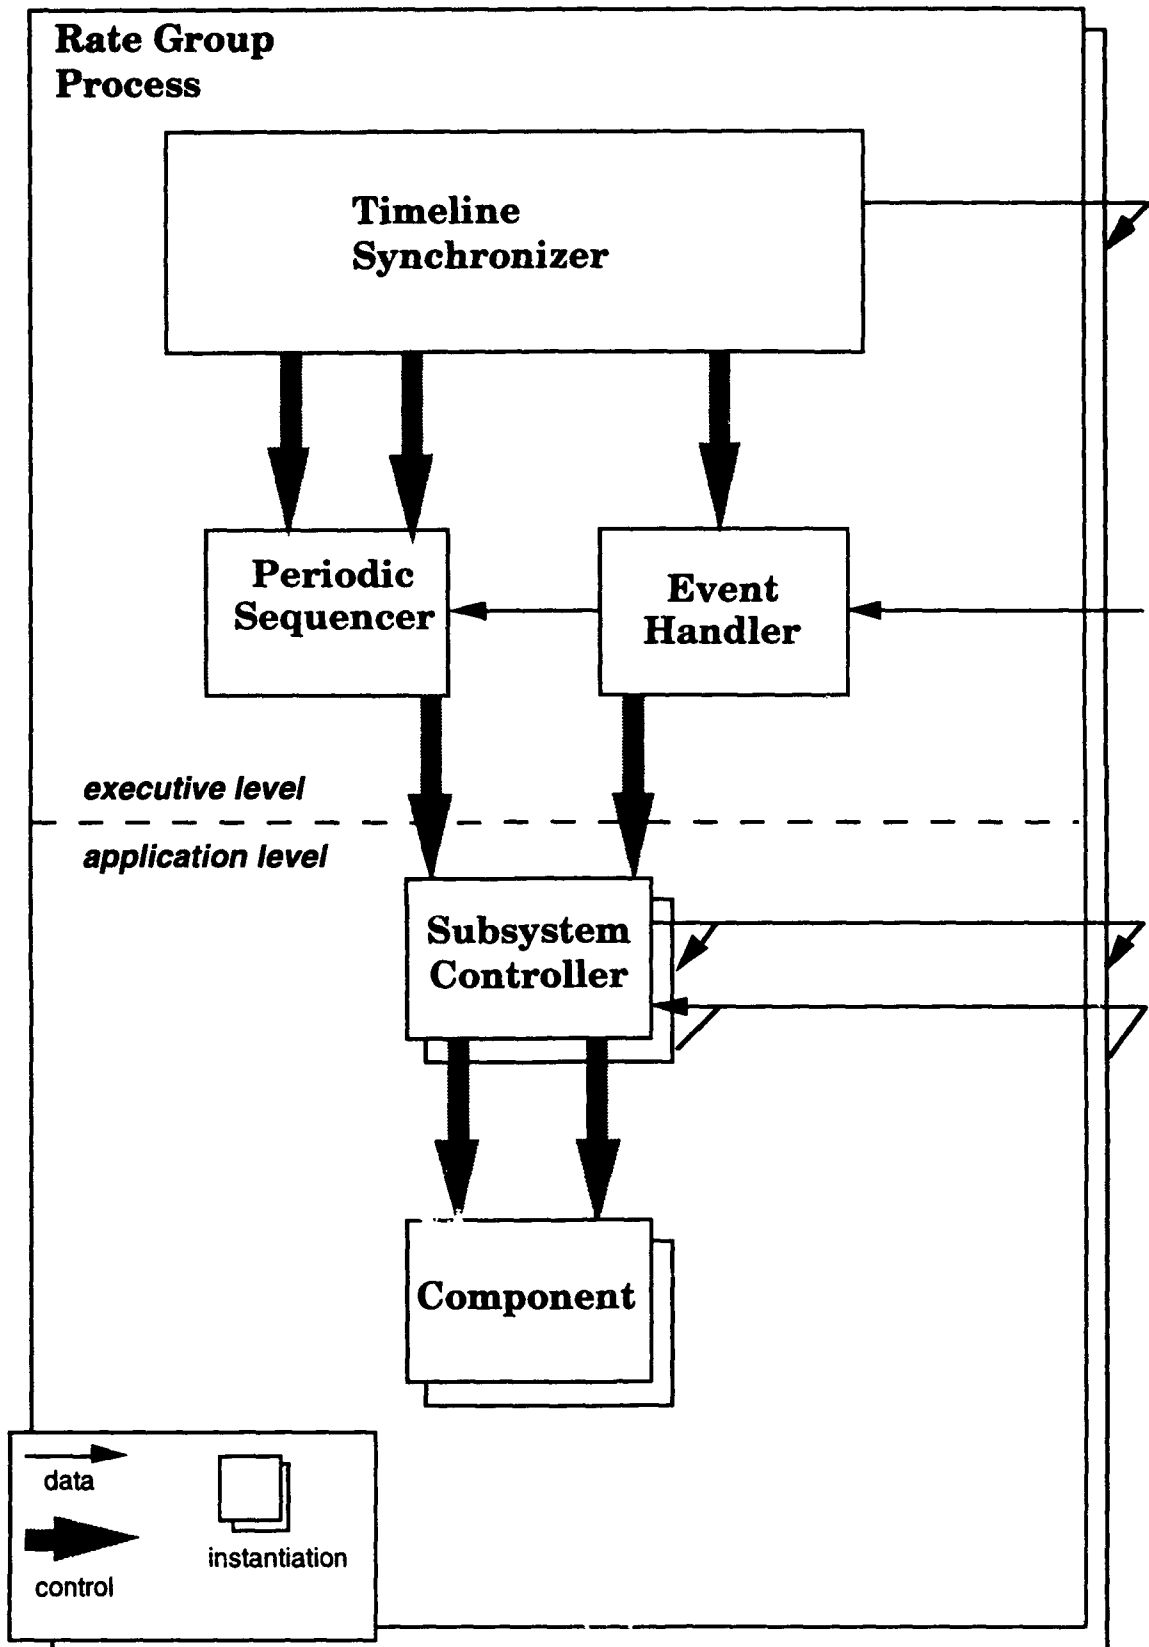 Rate Group
Process
Timeline
Synchronizer
Periodic
Sequencer
Event
Handler
executive level
application level
Subsystem
Controller
Component
data
instantiation
control